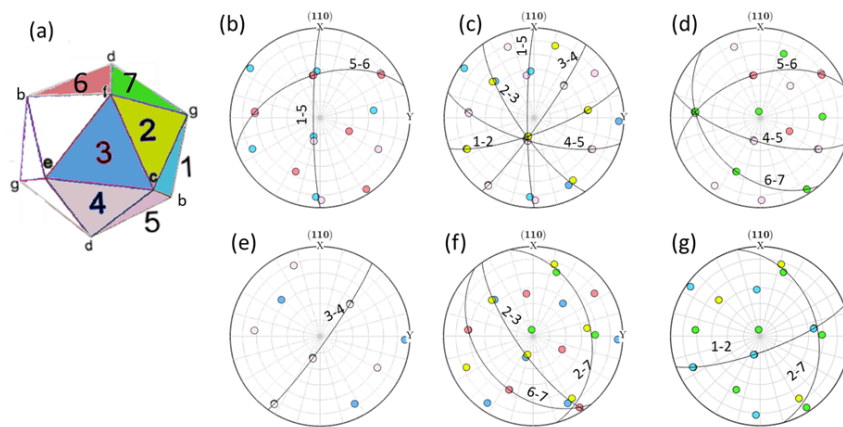 (a)
d
6
7
b
f
g
2
3
1
e
c
g
4
b
5
d
(b)
(110)
X
5-6
Y
1-5
(c)
(110)
X
1-5
3-4
2-3
1-2
4-5
Y
(d)
(110)
X
5-6
4-5
6-7
(e)
(110)
X
Y
3-4
(f)
(110)
X
2-3
Y
2-7
6-7
(g)
(110)
X
1-2
2-7